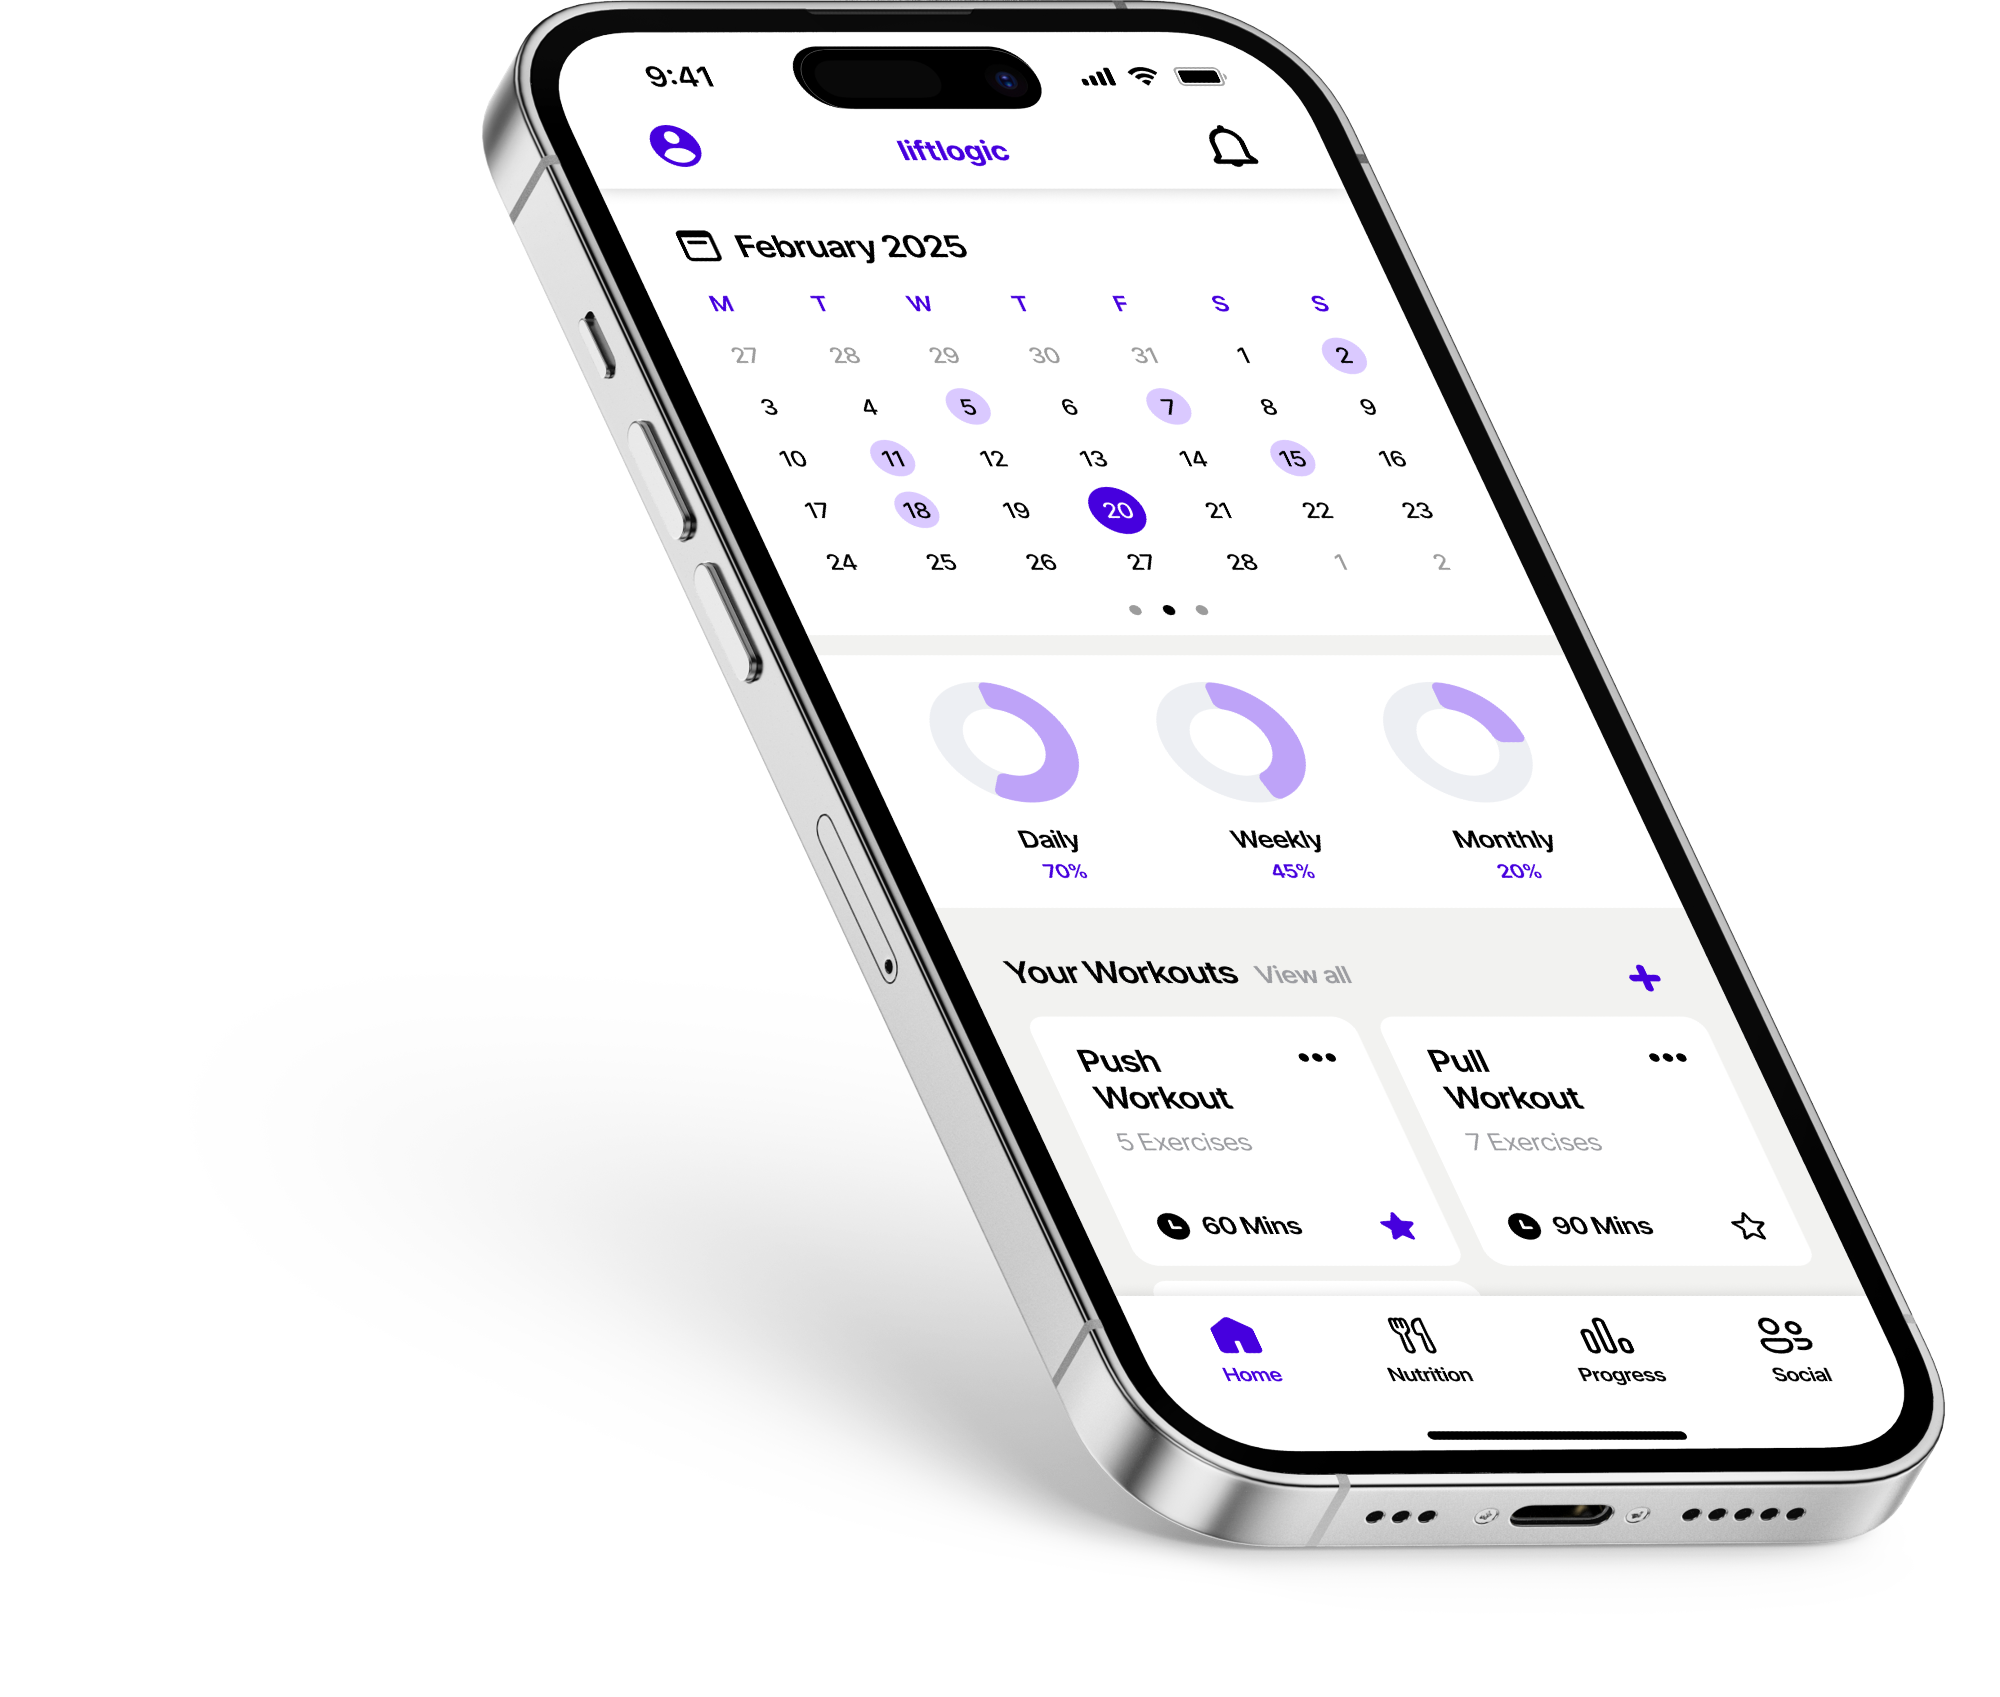 9:41
liftlogic
February 2025
M T W T F S S
27 28 29 30 31 1 2
3 4 5 6 7 8 9
10 11 12 13 14 15 16
17 18 19 20 21 22 23
24 25 26 27 28 1 2
Daily Weekly Monthly
70% 45% 20%
Your Workouts View all
Push Workout
5 Exercises
60 Mins
Pull Workout
7 Exercises
90 Mins
Home Nutrition Progress Social